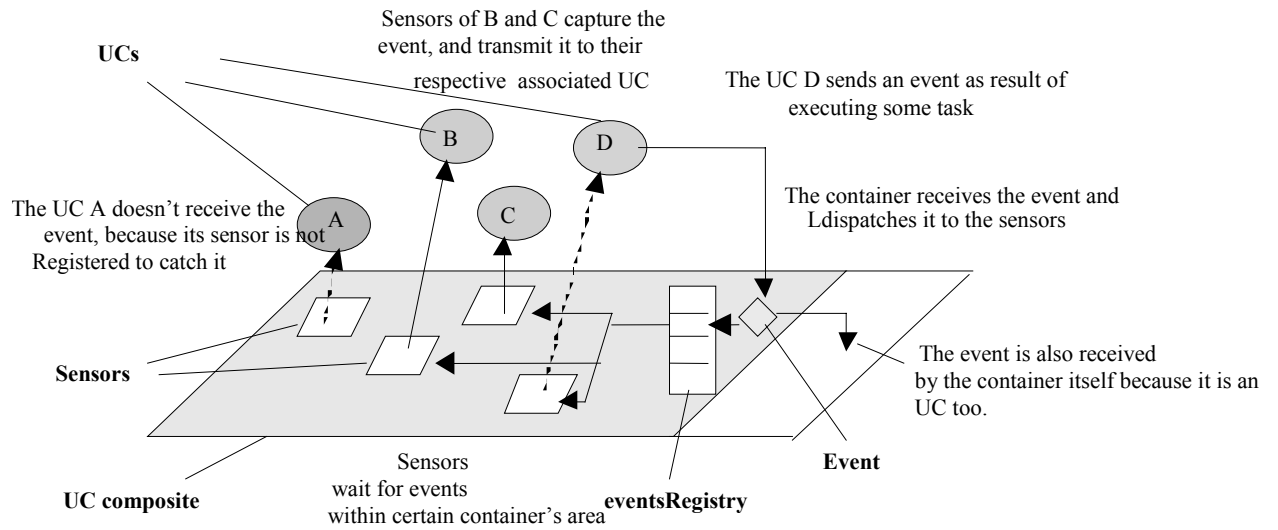 Sensors of B and C capture the
event, and transmit it to their
respective associated UC
UCs
The UC D sends an event as result of
executing some task
B
D
The UC A doesn't receive the
event, because its sensor is not
Registered to catch it
A
C
The container receives the event and
Ldispatches it to the sensors
Sensors
The event is also received
by the container itself because it is an
UC too.
Event
UC composite
Sensors
wait for events
within certain container's area
eventsRegistry